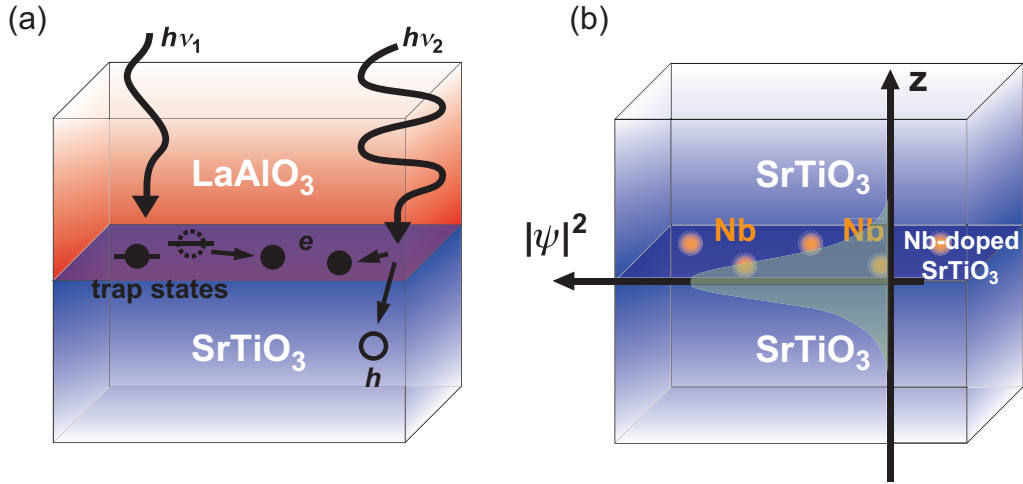 (a)
hν₁
hν₂
LaAlO₃
e
trap states
SrTiO₃
h
(b)
z
SrTiO₃
|ψ|²
Nb
Nb
Nb-doped
SrTiO₃
SrTiO₃